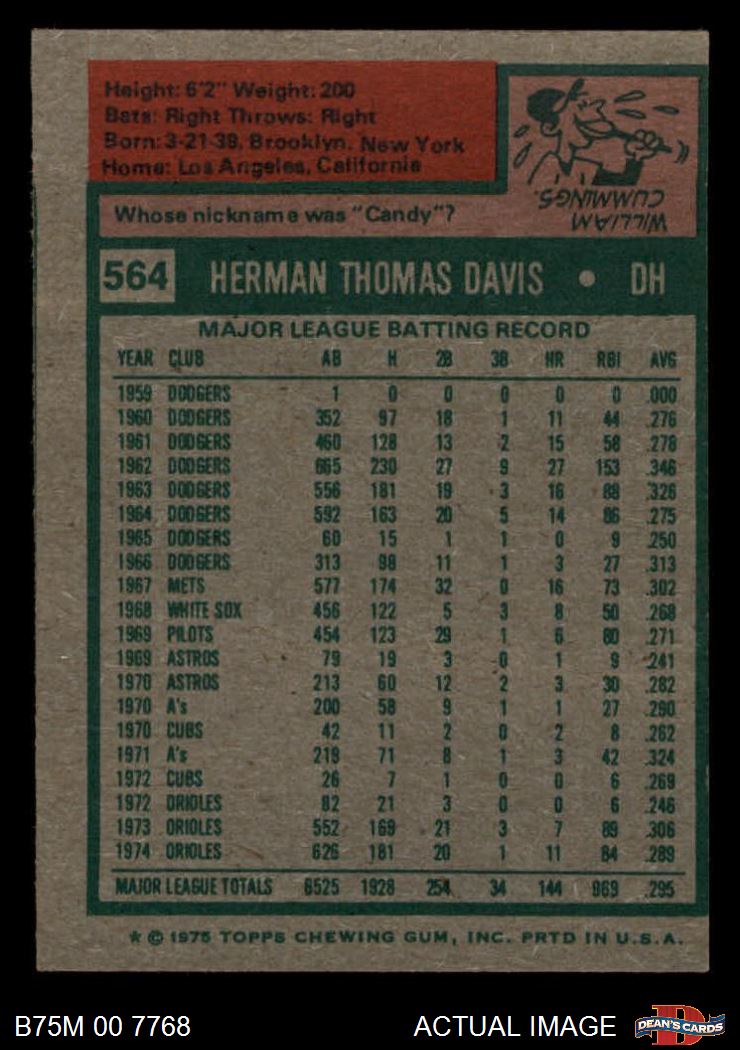 Height: 6'2" Weight: 200
Bats: Right Throws: Right
Born: 3-21-39, Brooklyn, New York
Home: Los Angeles, California
WILLIAM
CUMMINGS.
Whose nickname was "Candy"?
564 HERMAN THOMAS DAVIS • DH
MAJOR LEAGUE BATTING RECORD
YEAR CLUB AB H 2B 3B HR RBI AVG
1959 DODGERS 1 0 0 0 0 0 .000
1960 DODGERS 352 97 18 1 11 44 .276
1961 DODGERS 460 128 13 2 15 58 .278
1962 DODGERS 665 230 27 9 27 153 .346
1963 DODGERS 556 181 19 3 16 88 .326
1964 DODGERS 592 163 20 5 14 86 .275
1965 DODGERS 60 15 1 1 0 9 .250
1966 DODGERS 313 98 11 1 3 27 .313
1967 METS 577 174 32 0 16 73 .302
1968 WHITE SOX 456 122 5 3 8 50 .268
1969 PILOTS 454 123 29 1 6 80 .271
1969 ASTROS 79 19 3 0 1 9 .241
1970 ASTROS 213 60 12 2 3 30 .282
1970 A's 200 58 9 1 1 27 .290
1970 CUBS 42 11 2 0 2 8 .262
1971 A's 219 71 8 1 3 42 .324
1972 CUBS 26 7 1 0 0 6 .269
1972 ORIOLES 82 21 3 0 0 6 .246
1973 ORIOLES 552 169 21 3 7 89 .306
1974 ORIOLES 626 181 20 1 11 84 .289
MAJOR LEAGUE TOTALS 6525 1928 254 34 144 969 .295
* © 1975 TOPPS CHEWING GUM, INC. PRTD IN U.S.A.
B75M 00 7768 ACTUAL IMAGE
D
DEAN'S CARDS